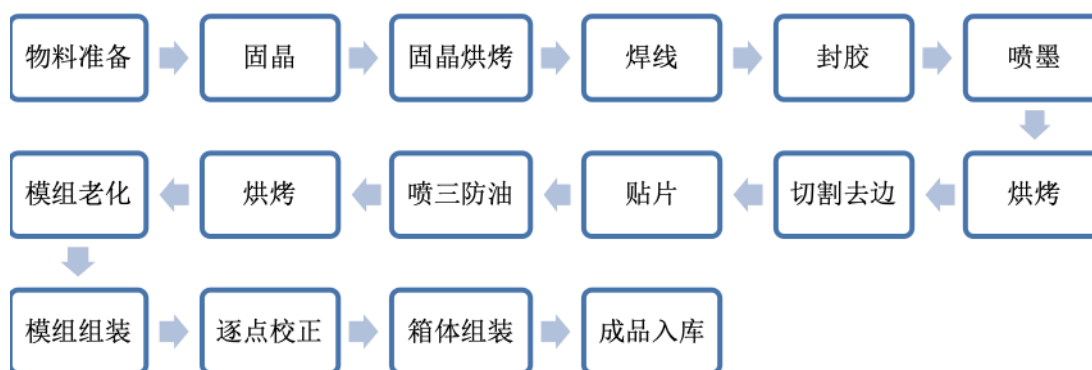 物料准备
固晶
固晶烘烤
焊线
封胶
喷墨
烘烤
切割去边
贴片
喷三防油
烘烤
模组老化
模组组装
逐点校正
箱体组装
成品入库